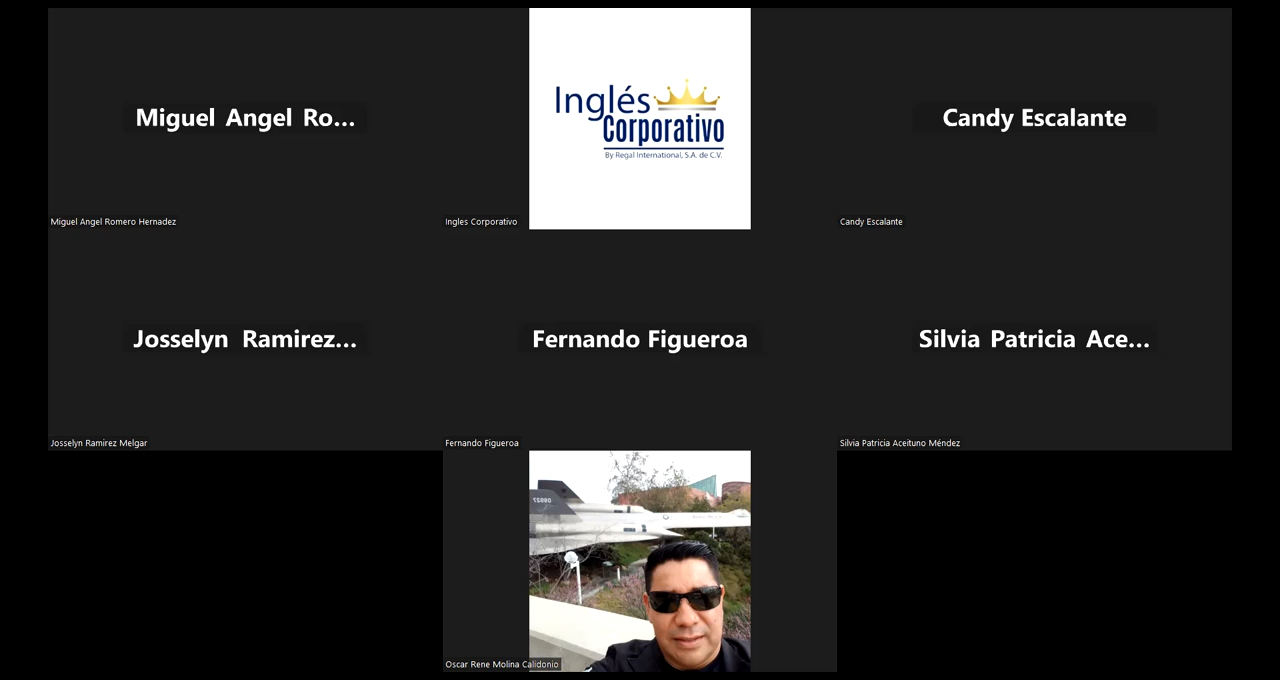 Miguel Angel Ro...
Miguel Angel Romero Hernadez
Inglés
Corporativo
By Regal International, S.A. de C.V.
Ingles Corporativo
Candy Escalante
Candy Escalante
Josselyn Ramirez...
Josselyn Ramirez Melgar
Fernando Figueroa
Fernando Figueroa
Silvia Patricia Ace...
Silvia Patricia Aceituno Méndez
Oscar Rene Molina Calidonio